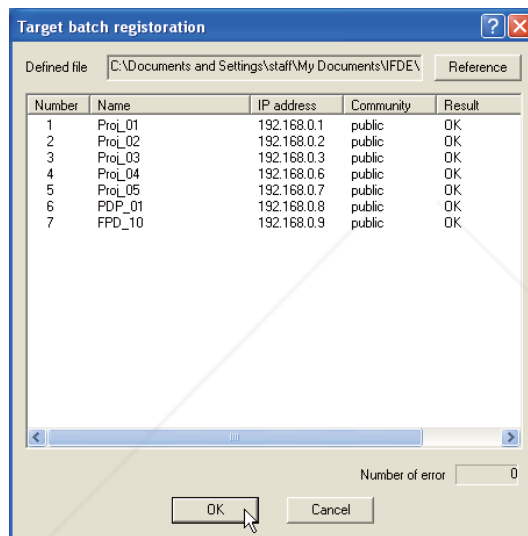 Target batch registoration
Defined file C:\Documents and Settings\staff\My Documents\IFDE\ Reference
Number Name IP address Community Result
1 Proj_01 192.168.0.1 public OK
2 Proj_02 192.168.0.2 public OK
3 Proj_03 192.168.0.3 public OK
4 Proj_04 192.168.0.6 public OK
5 Proj_05 192.168.0.7 public OK
6 PDP_01 192.168.0.8 public OK
7 FPD_10 192.168.0.9 public OK
Number of error 0
OK Cancel